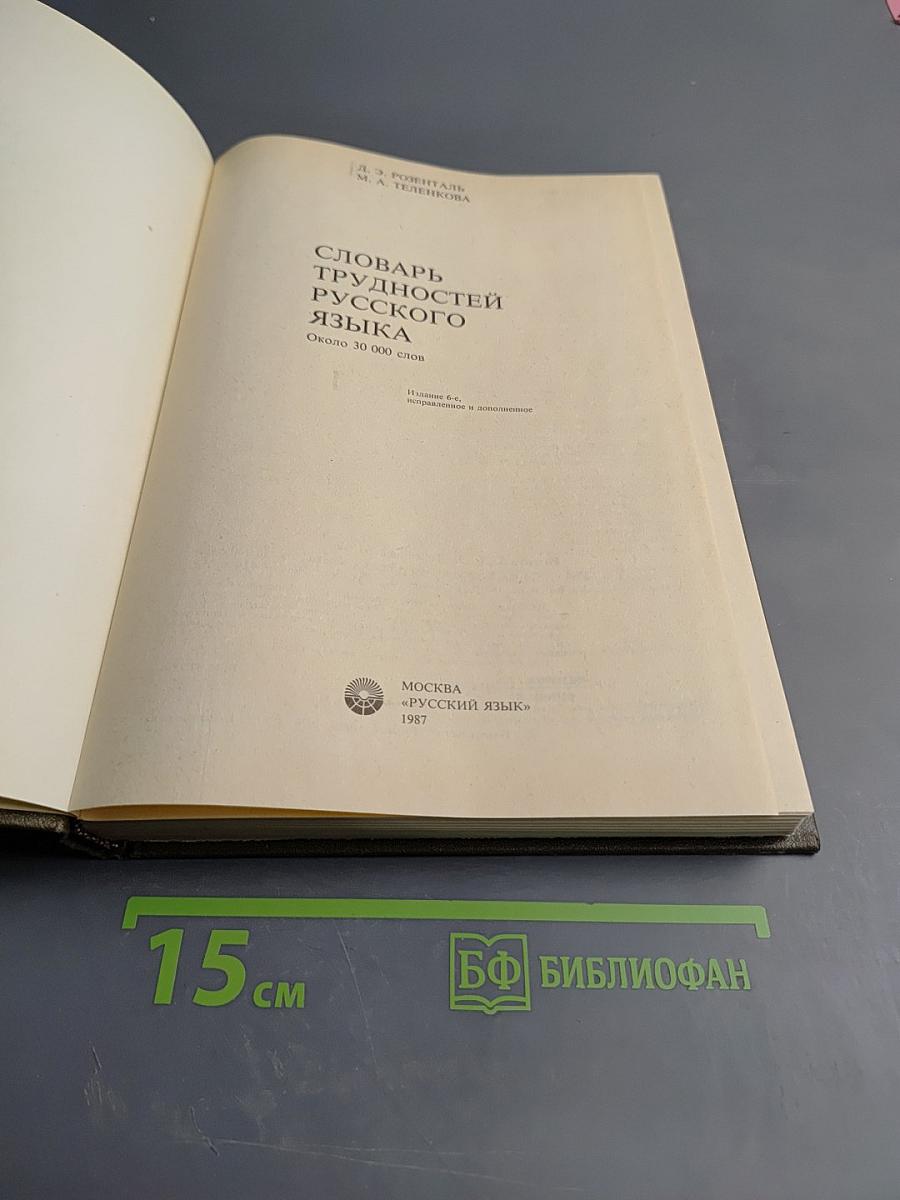 Д. Э. РОЗЕНТАЛЬ
М. А. ТЕЛЕНКОВА
СЛОВАРЬ
ТРУДНОСТЕЙ
РУССКОГО
ЯЗЫКА
Около 30 000 слов
Издание 6-е,
исправленное и дополненное
МОСКВА
«РУССКИЙ ЯЗЫК»
1987
15 см
БФ БИБЛИОФАН